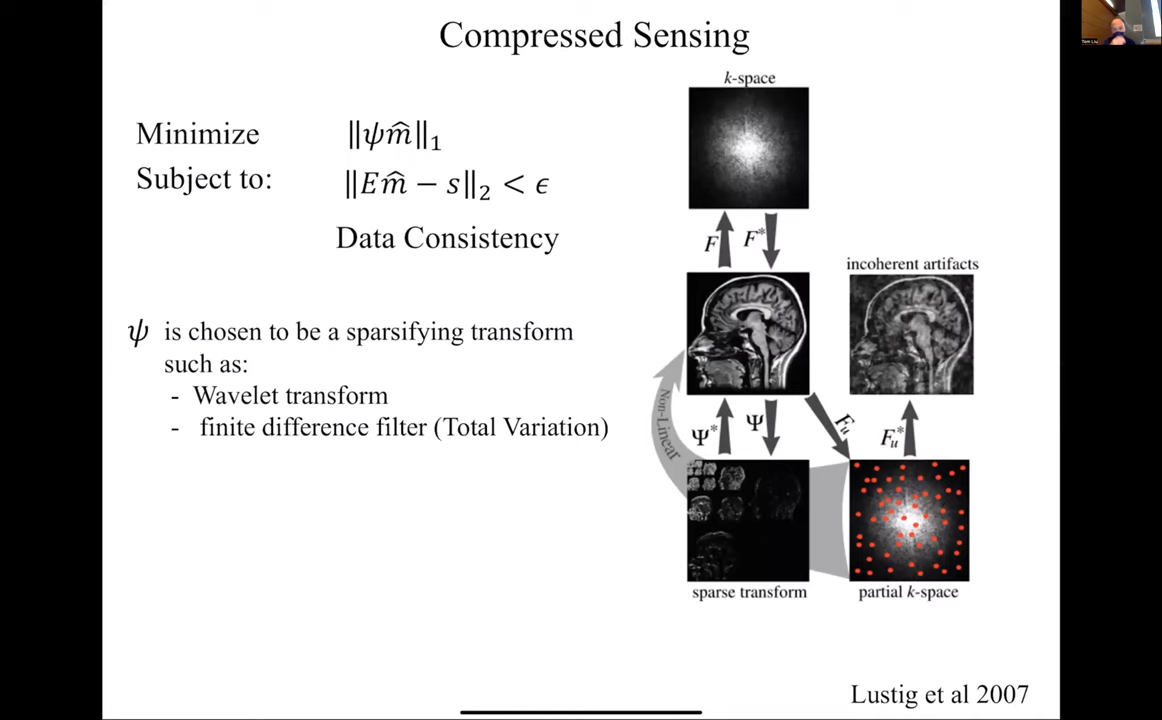 Compressed Sensing
Minimize ‖ψm̂‖₁
Subject to: ‖Em̂ − s‖₂ < ϵ
Data Consistency
ψ is chosen to be a sparsifying transform
such as:
- Wavelet transform
- finite difference filter (Total Variation)
k-space
F F*
incoherent artifacts
Non-Linear
Ψ* Ψ
Fᵤ
Fᵤ*
sparse transform
partial k-space
Lustig et al 2007
Tom Liu